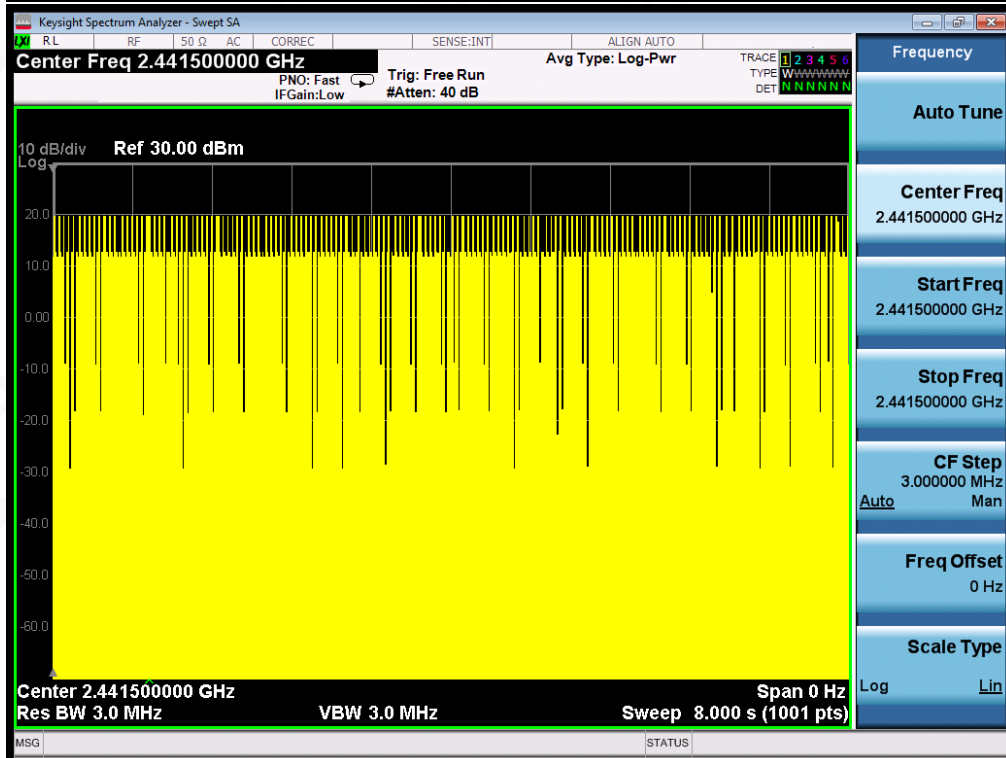 Keysight Spectrum Analyzer - Swept SA
LXI RL RF 50 Ω AC CORREC SENSE:INT ALIGN AUTO
Center Freq 2.441500000 GHz
PNO: Fast
IFGain:Low
Trig: Free Run
#Atten: 40 dB
Avg Type: Log-Pwr
TRACE 1 2 3 4 5 6
TYPE WWWWWW
DET N N N N N N
10 dB/div Ref 30.00 dBm
Log
20.0
10.0
0.00
-10.0
-20.0
-30.0
-40.0
-50.0
-60.0
Center 2.441500000 GHz Span 0 Hz
Res BW 3.0 MHz VBW 3.0 MHz Sweep 8.000 s (1001 pts)
MSG STATUS
Frequency
Auto Tune
Center Freq
2.441500000 GHz
Start Freq
2.441500000 GHz
Stop Freq
2.441500000 GHz
CF Step
3.000000 MHz
Auto Man
Freq Offset
0 Hz
Scale Type
Log Lin